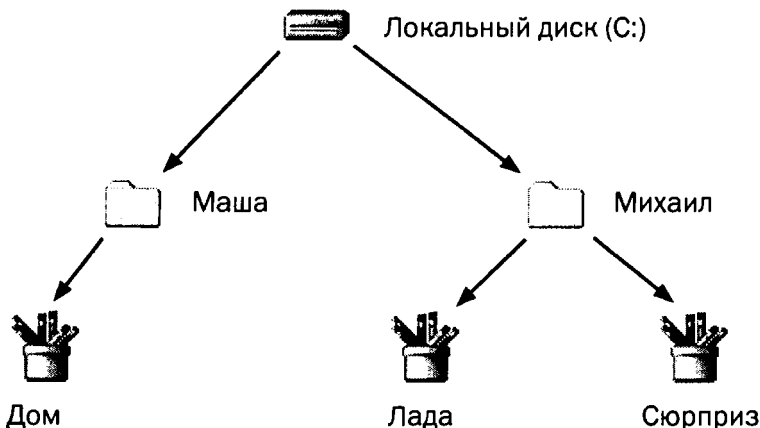 Локальный диск (C:)
Маша
Михаил
Дом
Лада
Сюрприз